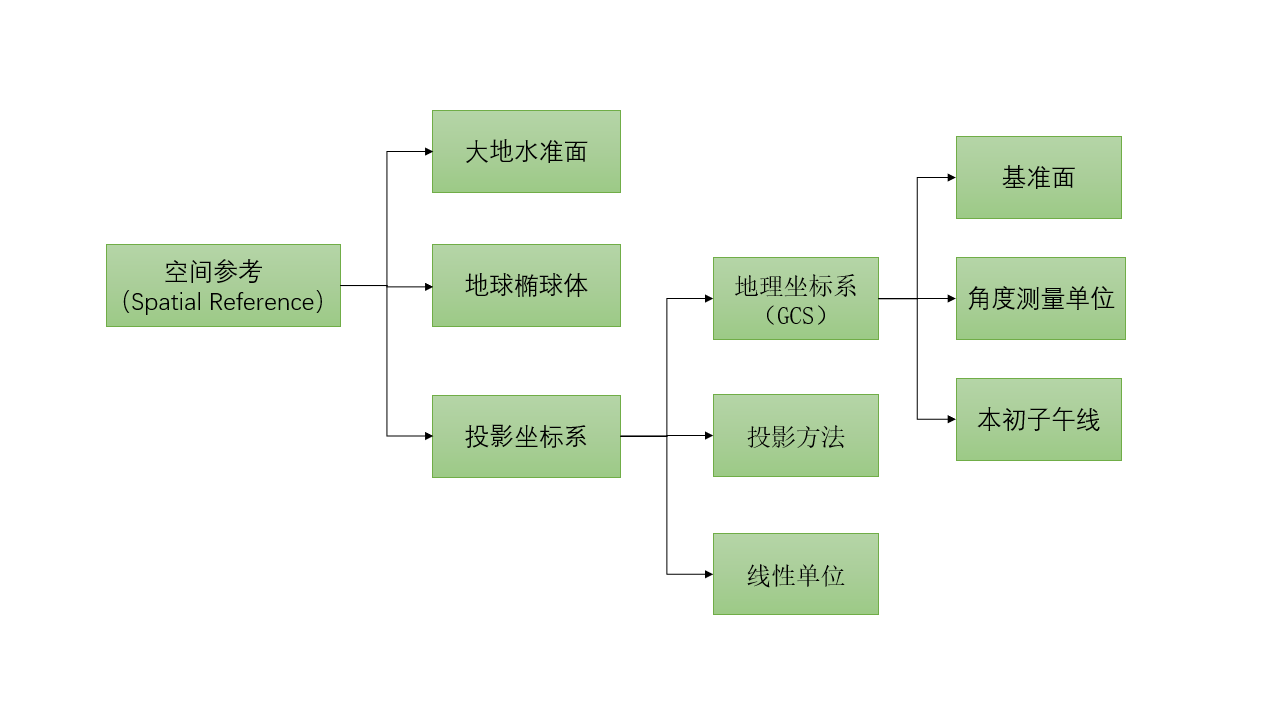 空间参考
（Spatial Reference）
大地水准面
地球椭球体
投影坐标系
地理坐标系
（GCS）
投影方法
线性单位
基准面
角度测量单位
本初子午线